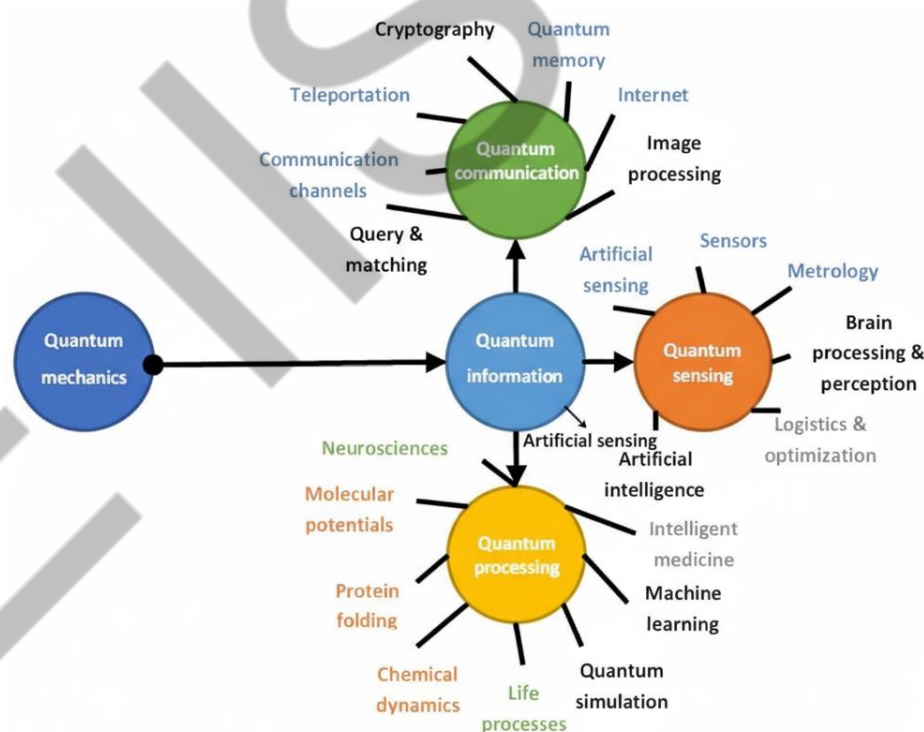 Cryptography
Quantum
memory
Teleportation
Internet
Quantum
communication
Image
processing
Communication
channels
Query &
matching
Artificial
sensing
Sensors
Metrology
Quantum
mechanics
Quantum
information
Quantum
sensing
Brain
processing &
perception
Logistics &
optimization
Artificial sensing
Artificial
intelligence
Neurosciences
Molecular
potentials
Quantum
processing
Intelligent
medicine
Protein
folding
Machine
learning
Chemical
dynamics
Life
processes
Quantum
simulation